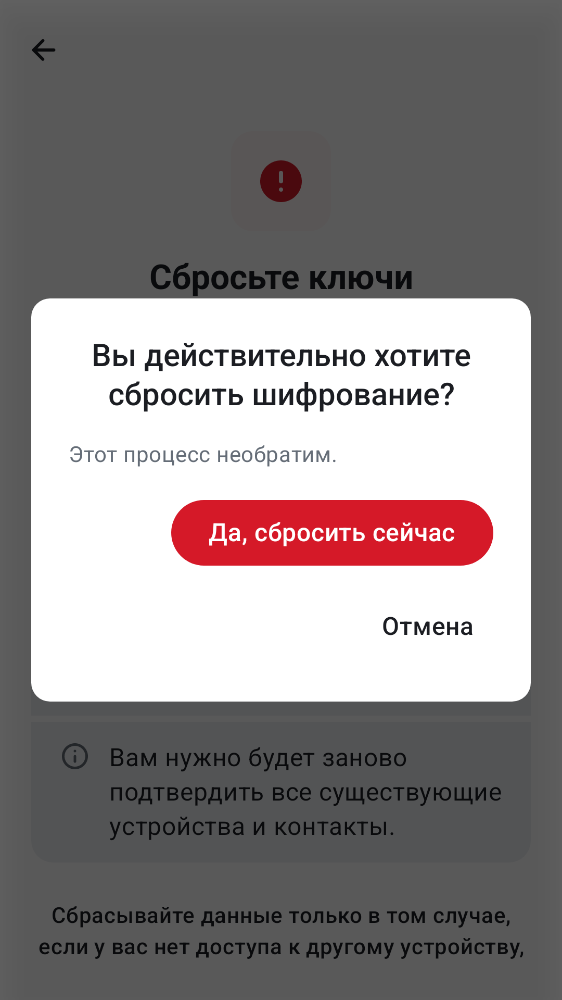 Сбросьте ключи
Вы действительно хотите
сбросить шифрование?
Этот процесс необратим.
Да, сбросить сейчас
Отмена
Вам нужно будет заново
подтвердить все существующие
устройства и контакты.
Сбрасывайте данные только в том случае,
если у вас нет доступа к другому устройству,